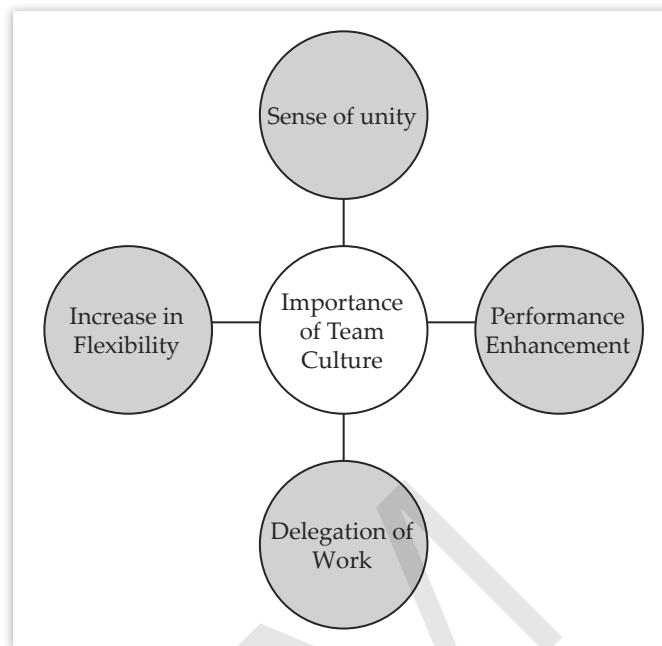 Sense of unity
Increase in
Flexibility
Importance
of Team
Culture
Performance
Enhancement
Delegation of
Work